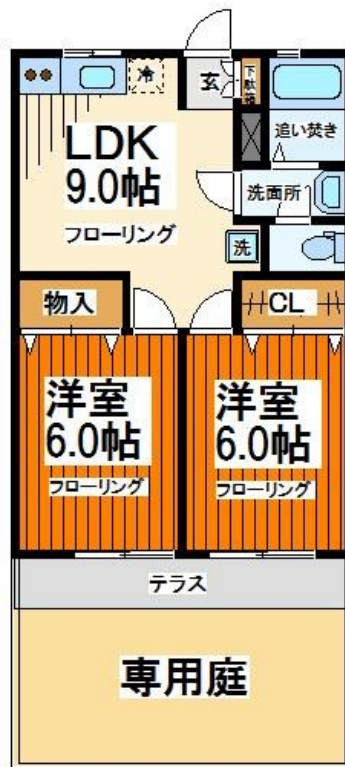 冷
玄
下駄箱
追い焚き
LDK
9.0帖
フローリング
洗面所
洗
物入
CL
洋室
6.0帖
フローリング
洋室
6.0帖
フローリング
テラス
専用庭